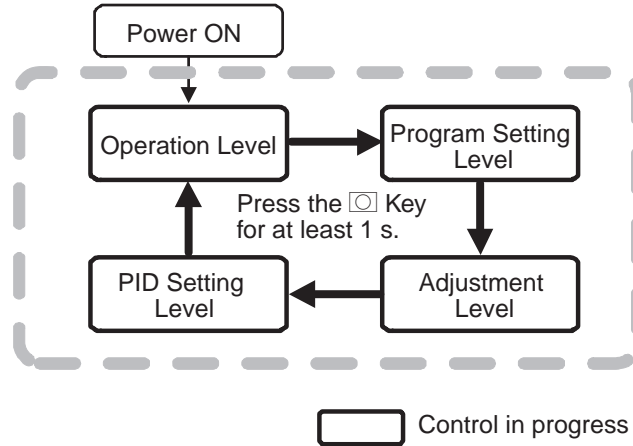 Power ON
Operation Level
Program Setting
Level
Press the Key
for at least 1 s.
PID Setting
Level
Adjustment
Level
Control in progress